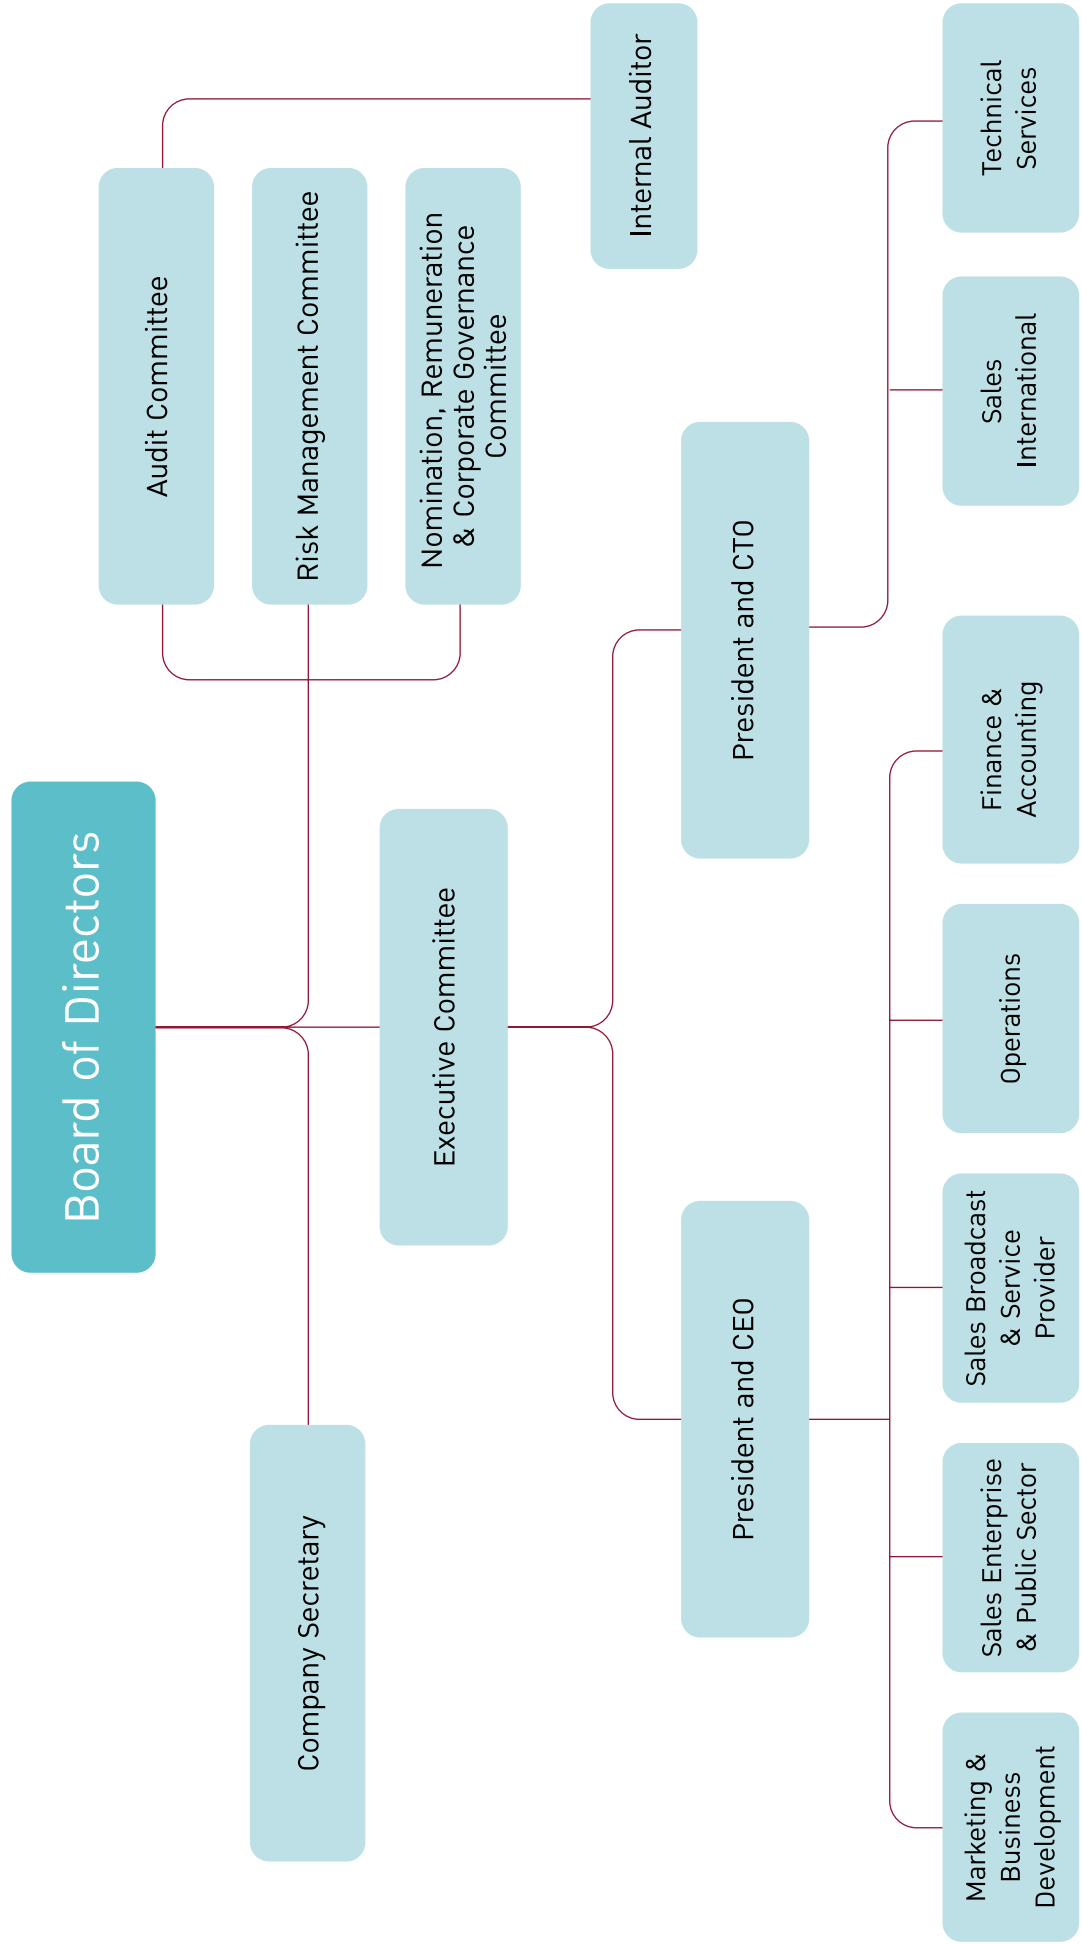 Board of Directors
Audit Committee
Risk Management Committee
Nomination, Remuneration
& Corporate Governance
Committee
Company Secretary
Executive Committee
Internal Auditor
President and CEO
President and CTO
Marketing &
Business
Development
Sales Enterprise
& Public Sector
Sales Broadcast
& Service
Provider
Operations
Finance &
Accounting
Sales
International
Technical
Services